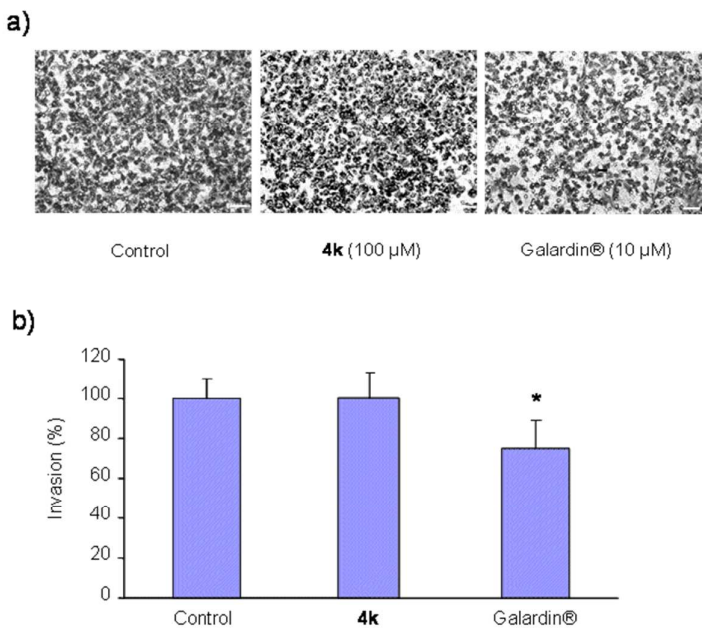 a)
Control
4k (100 µM)
Galardin® (10 µM)
b)
Invasion (%)
120
100
80
60
40
20
0
*
Control
4k
Galardin®